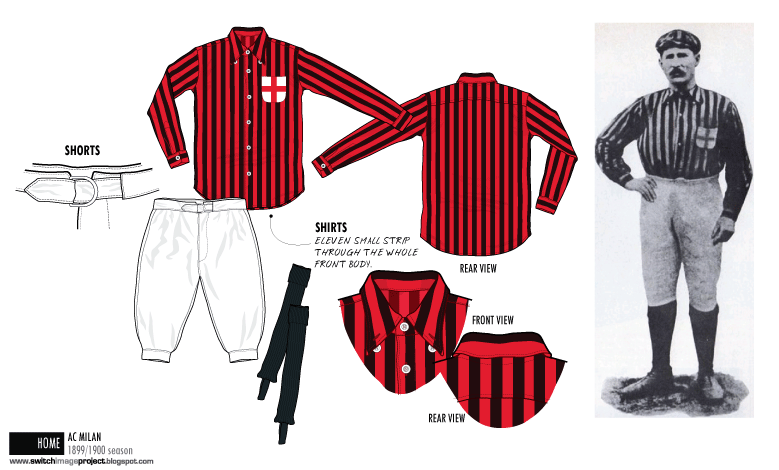 SHORTS
SHIRTS
ELEVEN SMALL STRIP
THROUGH THE WHOLE
FRONT BODY.
REAR VIEW
FRONT VIEW
REAR VIEW
HOME
AC MILAN
1899/1900 season
www.switchimageproject.blogspot.com